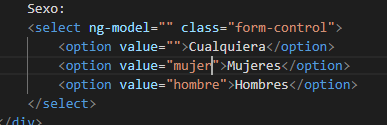 Sexo:
<select ng-model="" class="form-control">
<option value="">Cualquiera</option>
<option value="mujer">Mujeres</option>
<option value="hombre">Hombres</option>
</select>
</div>